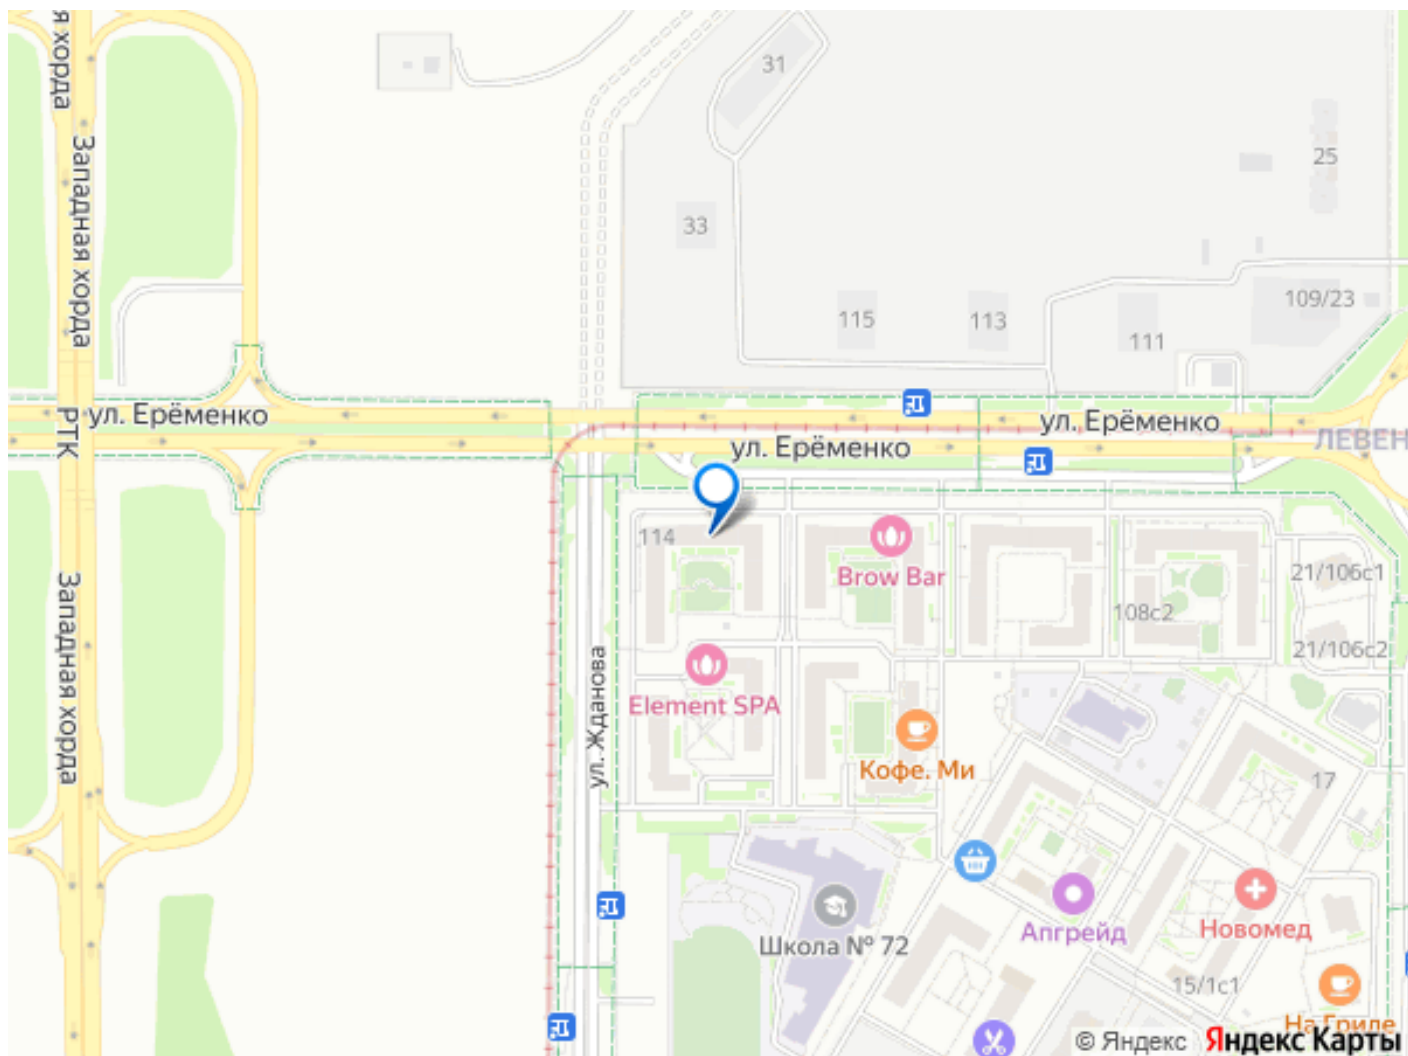 я хорда
Западная хорда
31
25
33
109/23
115
113
111
РТК
ул. Ерёменко
ул. Ерёменко
ул. Ерёменко
ЛЕВЕН
114
Brow Bar
21/106с1
108с2
21/106с2
Западная хорда
ул. Жданова
Element SPA
Кофе. Ми
17
Школа № 72
Апгрейд
Новомед
15/1с1
На Гриле
© Яндекс Яндекс Карты